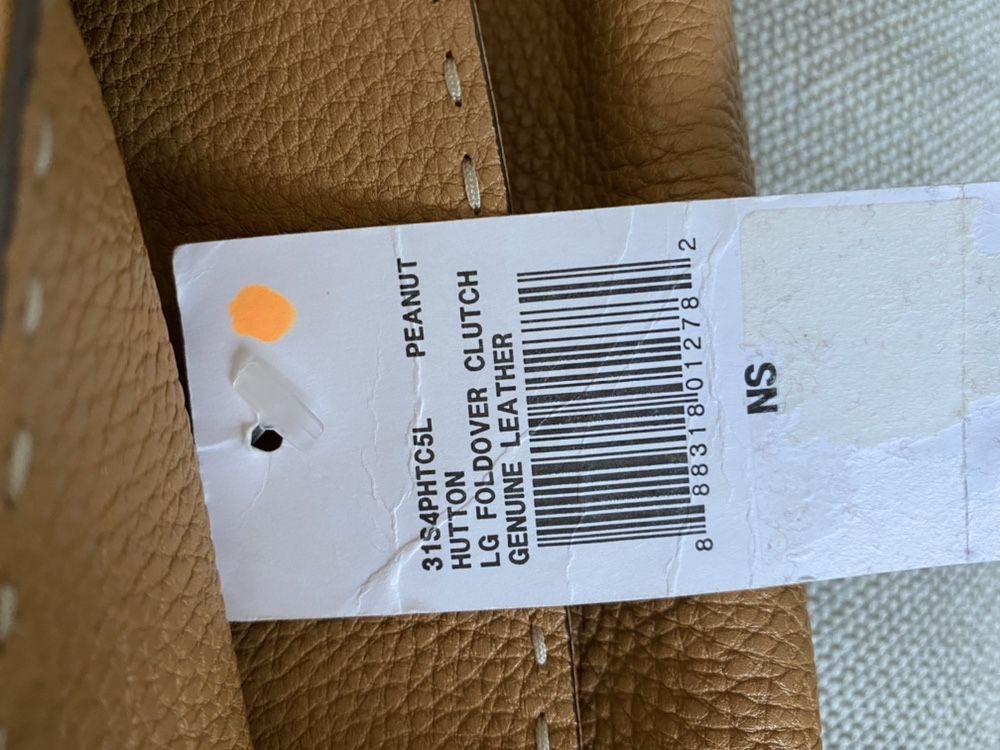 31S4PHTC5L PEANUT
HUTTON
LG FOLDOVER CLUTCH
GENUINE LEATHER
8 88318 01278 2
NS